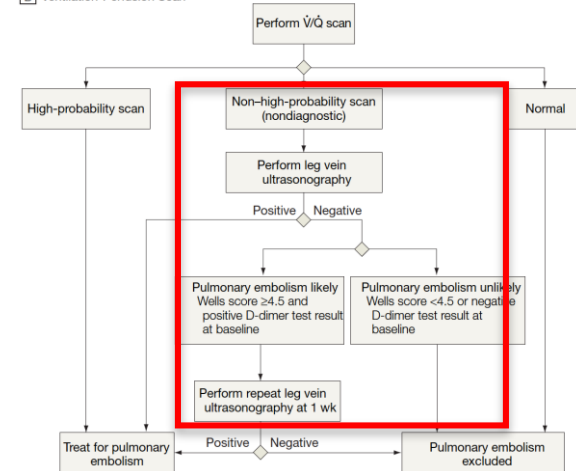 Ventilation-Perfusion Scan
Perform V̇/Q̇ scan
High-probability scan
Non–high-probability scan
(nondiagnostic)
Normal
Perform leg vein
ultrasonography
Positive Negative
Pulmonary embolism likely
Wells score ≥4.5 and
positive D-dimer test result
at baseline
Pulmonary embolism unlikely
Wells score <4.5 or negative
D-dimer test result at
baseline
Perform repeat leg vein
ultrasonography at 1 wk
Treat for pulmonary
embolism
Positive Negative
Pulmonary embolism
excluded